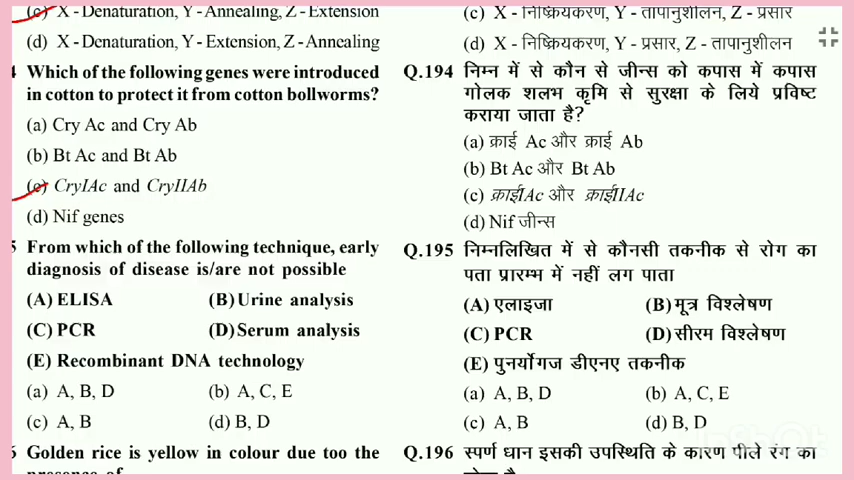 (c) X - Denaturation, Y - Annealing, Z - Extension
(d) X - Denaturation, Y - Extension, Z - Annealing
4 Which of the following genes were introduced
in cotton to protect it from cotton bollworms?
(a) Cry Ac and Cry Ab
(b) Bt Ac and Bt Ab
(c) CryIAc and CryIIAb
(d) Nif genes
5 From which of the following technique, early
diagnosis of disease is/are not possible
(A) ELISA (B) Urine analysis
(C) PCR (D) Serum analysis
(E) Recombinant DNA technology
(a) A, B, D (b) A, C, E
(c) A, B (d) B, D
6 Golden rice is yellow in colour due too the
presence of
(c) X - निष्क्रियकरण, Y - तापानुशीलन, Z - प्रसार
(d) X - निष्क्रियकरण, Y - प्रसार, Z - तापानुशीलन
Q.194 निम्न में से कौन से जीन्स को कपास में कपास
गोलक शलभ कृमि से सुरक्षा के लिये प्रविष्ट
कराया जाता है?
(a) क्राई Ac और क्राई Ab
(b) Bt Ac और Bt Ab
(c) क्राईIAc और क्राईIIAc
(d) Nif जीन्स
Q.195 निम्नलिखित में से कौनसी तकनीक से रोग का
पता प्रारम्भ में नहीं लग पाता
(A) एलाइजा (B) मूत्र विश्लेषण
(C) PCR (D) सीरम विश्लेषण
(E) पुनर्योगज डीएनए तकनीक
(a) A, B, D (b) A, C, E
(c) A, B (d) B, D
Q.196 स्पर्ण धान इसकी उपस्थिति के कारण पीले रंग का